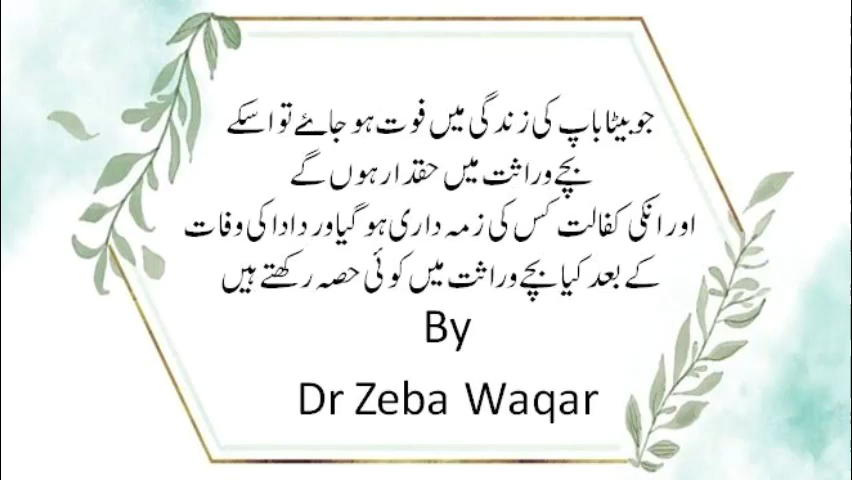 جو بیٹا باپ کی زندگی میں فوت ہو جائے تو اسکے
بچے وراثت میں حقدار ہوں گے
اور انکی کفالت کس کی زمہ داری ہو گیاور دادا کی وفات
کے بعد کیا بچے وراثت میں کوئی حصہ رکھتے ہیں
By
Dr Zeba Waqar